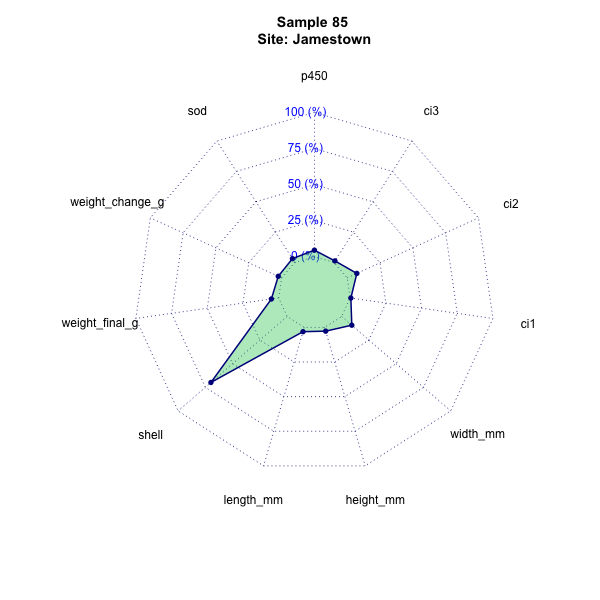 Sample 85
Site: Jamestown
p450
sod
ci3
100 (%)
75 (%)
weight_change_g
ci2
50 (%)
25 (%)
0 (%)
weight_final_g
ci1
shell
width_mm
length_mm
height_mm